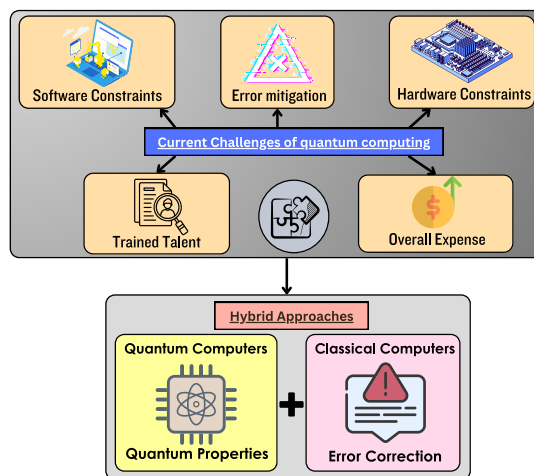 Software Constraints
Error mitigation
Hardware Constraints
Current Challenges of quantum computing
Trained Talent
Overall Expense
Hybrid Approaches
Quantum Computers
Quantum Properties
Classical Computers
Error Correction